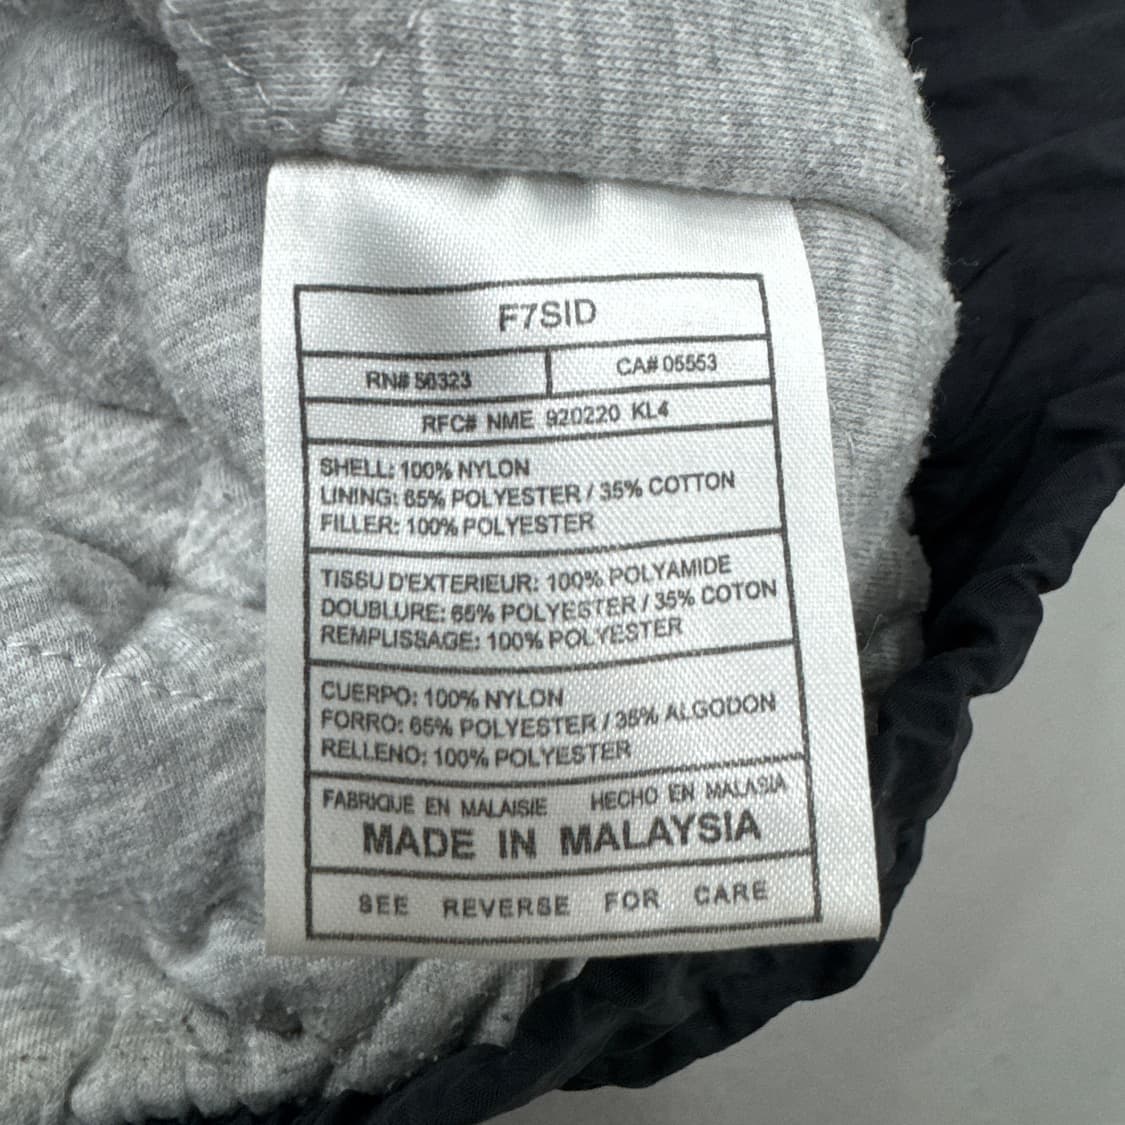 F7SID
RN# 56323
CA# 05553
RFC# NME 920220 KL4
SHELL: 100% NYLON
LINING: 65% POLYESTER / 35% COTTON
FILLER: 100% POLYESTER
TISSU D'EXTERIEUR: 100% POLYAMIDE
DOUBLURE: 65% POLYESTER / 35% COTON
REMPLISSAGE: 100% POLYESTER
CUERPO: 100% NYLON
FORRO: 65% POLYESTER / 35% ALGODON
RELLENO: 100% POLYESTER
FABRIQUE EN MALAISIE HECHO EN MALASIA
MADE IN MALAYSIA
SEE REVERSE FOR CARE